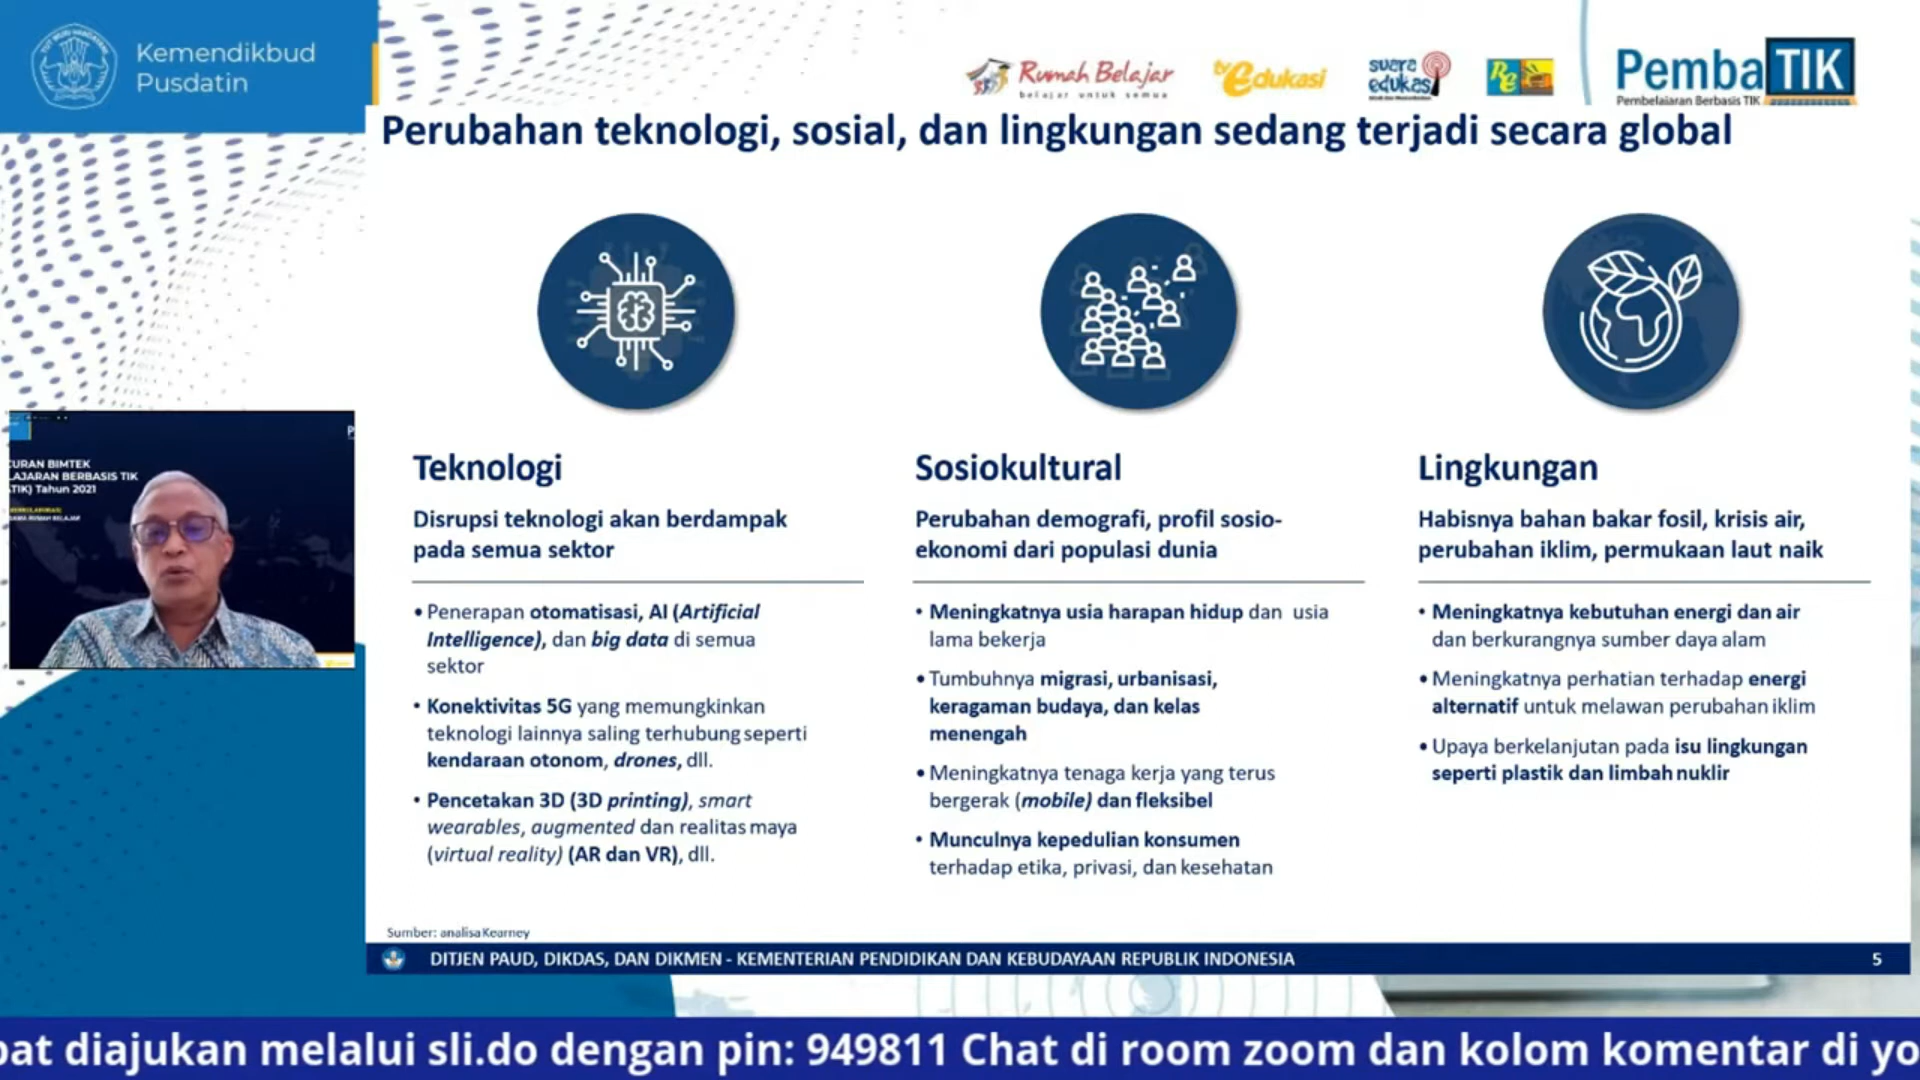 Kemendikbud
Pusdatin
Rumah Belajar
belajar untuk semua
tv edukasi
suara
edukasi
PembaTIK
Pembelajaran Berbasis TIK
Perubahan teknologi, sosial, dan lingkungan sedang terjadi secara global
Teknologi
Disrupsi teknologi akan berdampak
pada semua sektor
• Penerapan otomatisasi, AI (Artificial
Intelligence), dan big data di semua
sektor
• Konektivitas 5G yang memungkinkan
teknologi lainnya saling terhubung seperti
kendaraan otonom, drones, dll.
• Pencetakan 3D (3D printing), smart
wearables, augmented dan realitas maya
(virtual reality) (AR dan VR), dll.
Sosiokultural
Perubahan demografi, profil sosio-
ekonomi dari populasi dunia
• Meningkatnya usia harapan hidup dan usia
lama bekerja
• Tumbuhnya migrasi, urbanisasi,
keragaman budaya, dan kelas
menengah
• Meningkatnya tenaga kerja yang terus
bergerak (mobile) dan fleksibel
• Munculnya kepedulian konsumen
terhadap etika, privasi, dan kesehatan
Lingkungan
Habisnya bahan bakar fosil, krisis air,
perubahan iklim, permukaan laut naik
• Meningkatnya kebutuhan energi dan air
dan berkurangnya sumber daya alam
• Meningkatnya perhatian terhadap energi
alternatif untuk melawan perubahan iklim
• Upaya berkelanjutan pada isu lingkungan
seperti plastik dan limbah nuklir
CURAN BIMTEK
LAJARAN BERBASIS TIK
TIK) Tahun 2021
Sumber: analisa Kearney
DITJEN PAUD, DIKDAS, DAN DIKMEN - KEMENTERIAN PENDIDIKAN DAN KEBUDAYAAN REPUBLIK INDONESIA
5
pat diajukan melalui sli.do dengan pin: 949811 Chat di room zoom dan kolom komentar di yo